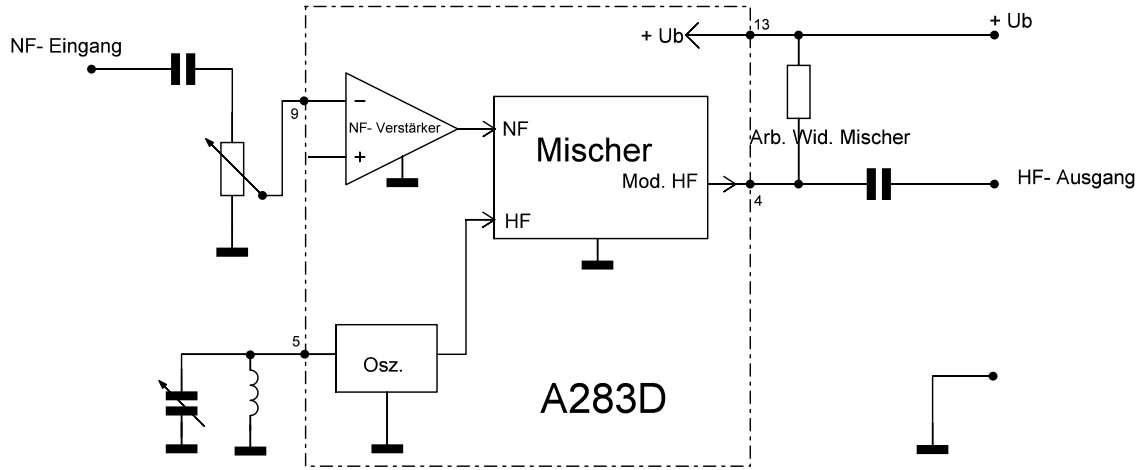 13
+ Ub
+ Ub
NF- Eingang
9
−
NF- Verstärker
+
NF
Mischer
Arb. Wid. Mischer
Mod. HF
4
HF- Ausgang
HF
5
Osz.
A283D